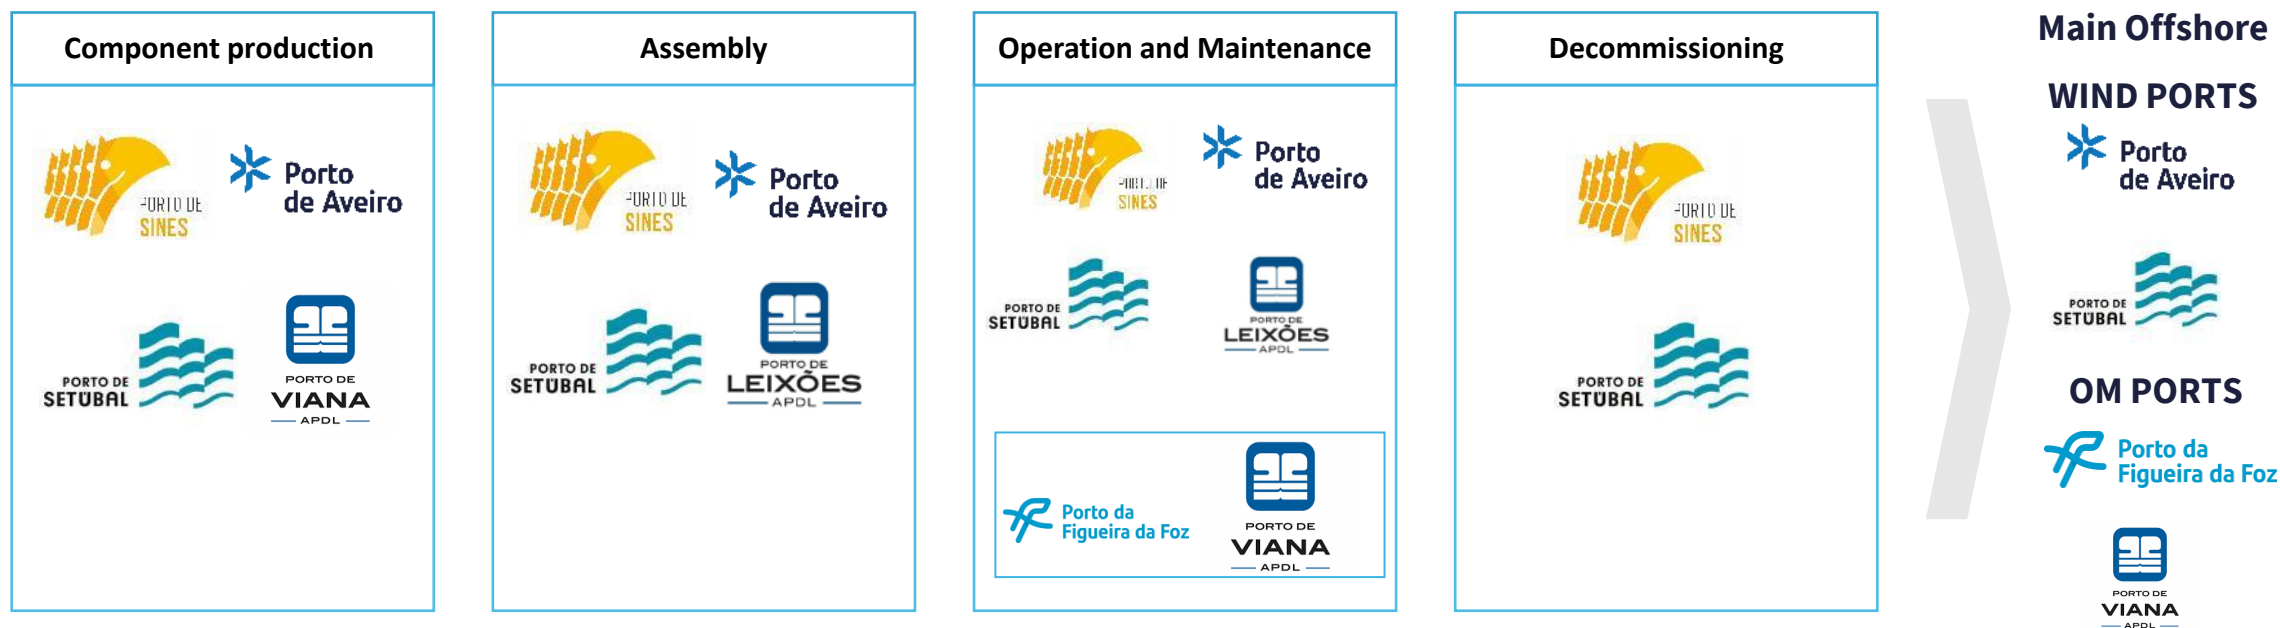 Component production
PORTO DE
SINES
Porto
de Aveiro
PORTO DE
SETÚBAL
PORTO DE
VIANA
APDL
Assembly
PORTO DE
SINES
Porto
de Aveiro
PORTO DE
SETÚBAL
PORTO DE
LEIXÕES
APDL
Operation and Maintenance
PORTO DE
SINES
Porto
de Aveiro
PORTO DE
SETÚBAL
PORTO DE
LEIXÕES
APDL
Porto da
Figueira da Foz
PORTO DE
VIANA
APDL
Decommissioning
PORTO DE
SINES
PORTO DE
SETÚBAL
Main Offshore
WIND PORTS
Porto
de Aveiro
PORTO DE
SETÚBAL
OM PORTS
Porto da
Figueira da Foz
PORTO DE
VIANA
APDL